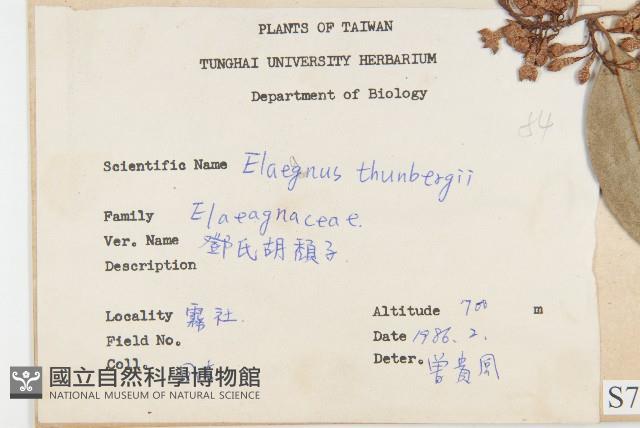 PLANTS OF TAIWAN
TUNGHAI UNIVERSITY HERBARIUM
Department of Biology
84
Scientific Name Elaegnus thunbergii
Family Elaeagnaceae.
Ver. Name 鄧氏胡頹子.
Description
Locality 霧社. Altitude 700 m
Field No. Date 1986. 2.
Coll. Deter. 曾貴鳳
國立自然科學博物館
NATIONAL MUSEUM OF NATURAL SCIENCE
S7